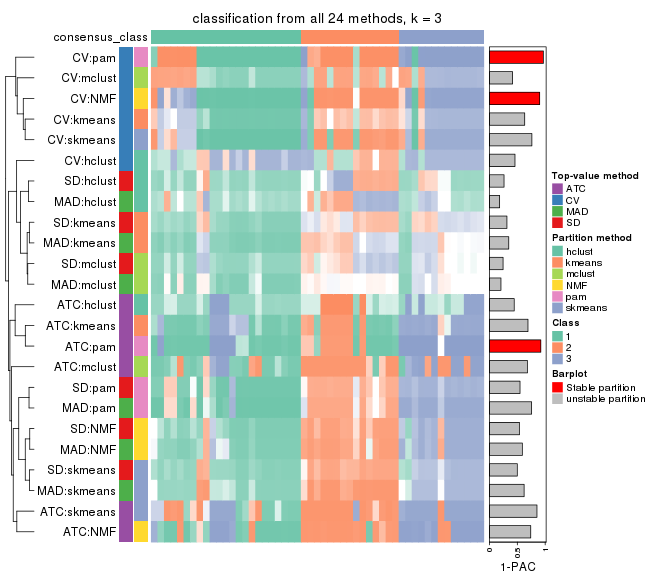 classification from all 24 methods, k = 3
consensus_class
CV:pam
CV:mclust
CV:NMF
CV:kmeans
CV:skmeans
CV:hclust
SD:hclust
MAD:hclust
SD:kmeans
MAD:kmeans
SD:mclust
MAD:mclust
ATC:hclust
ATC:kmeans
ATC:pam
ATC:mclust
SD:pam
MAD:pam
SD:NMF
MAD:NMF
SD:skmeans
MAD:skmeans
ATC:skmeans
ATC:NMF
0
0.5
1
1-PAC
Top-value method
ATC
CV
MAD
SD
Partition method
hclust
kmeans
mclust
NMF
pam
skmeans
Class
1
2
3
Barplot
Stable partition
unstable partition